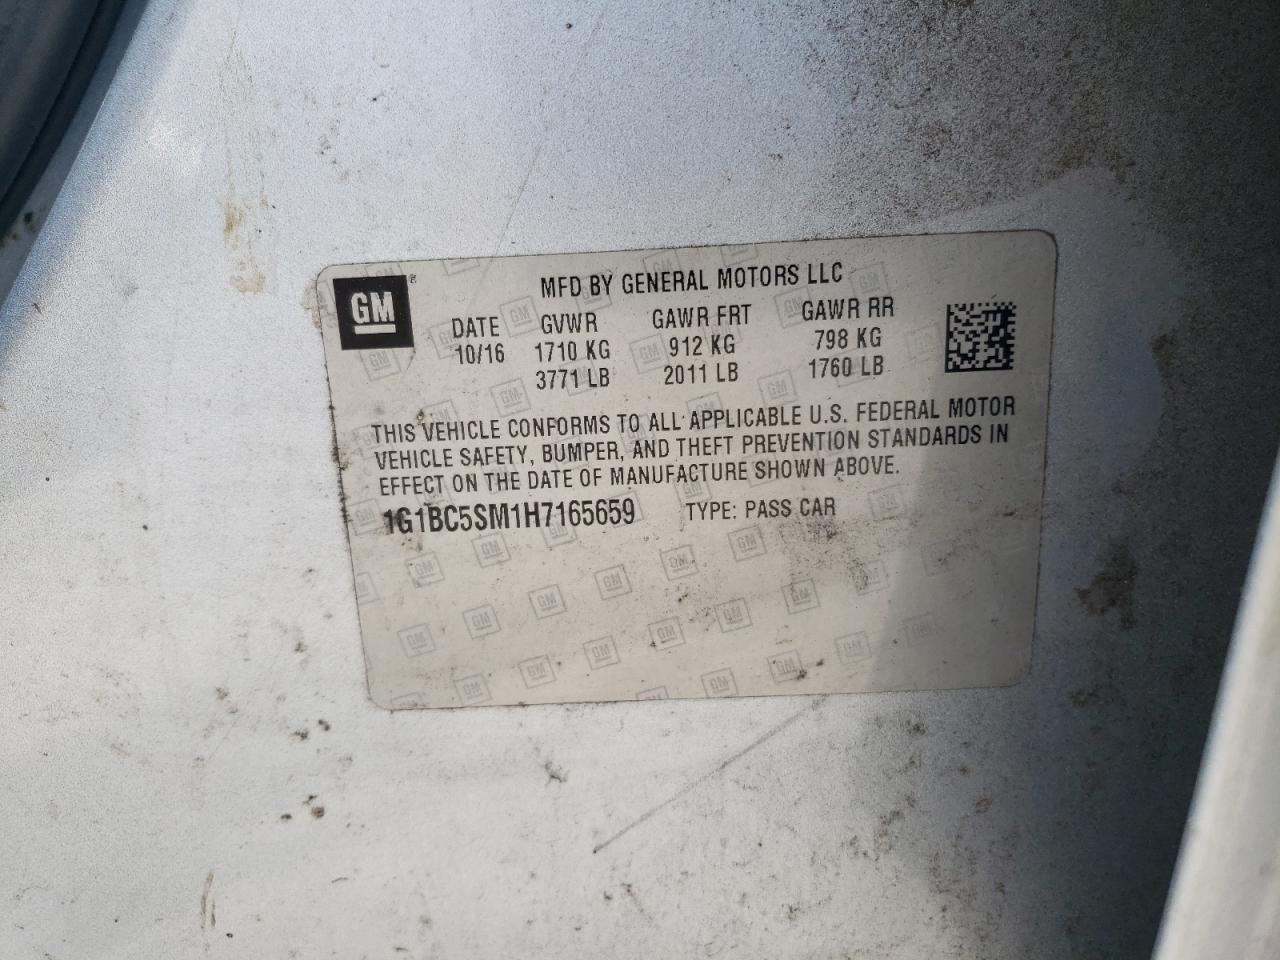 GM®
MFD BY GENERAL MOTORS LLC
DATE GVWR GAWR FRT GAWR RR
10/16 1710 KG 912 KG 798 KG
3771 LB 2011 LB 1760 LB
THIS VEHICLE CONFORMS TO ALL APPLICABLE U.S. FEDERAL MOTOR
VEHICLE SAFETY, BUMPER, AND THEFT PREVENTION STANDARDS IN
EFFECT ON THE DATE OF MANUFACTURE SHOWN ABOVE.
1G1BC5SM1H7165659 TYPE: PASS CAR